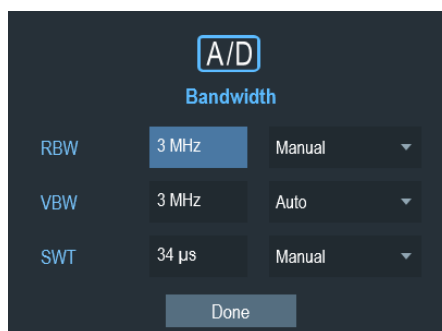 A/D
Bandwidth
RBW 3 MHz Manual
VBW 3 MHz Auto
SWT 34 µs Manual
Done